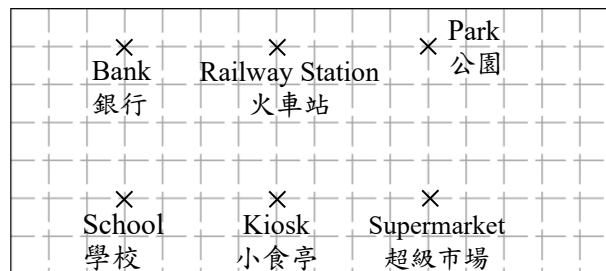 Park
公園
Bank
銀行
Railway Station
火車站
School
學校
Kiosk
小食亭
Supermarket
超級市場